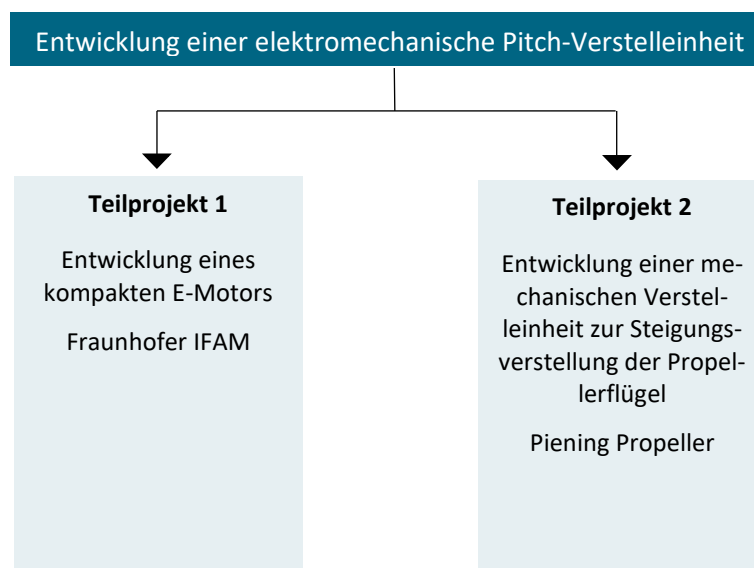 Entwicklung einer elektromechanische Pitch-Verstelleinheit
Teilprojekt 1
Entwicklung eines
kompakten E-Motors
Fraunhofer IFAM
Teilprojekt 2
Entwicklung einer me-
chanischen Verstel-
leinheit zur Steigungs-
verstellung der Propel-
lerflügel
Piening Propeller